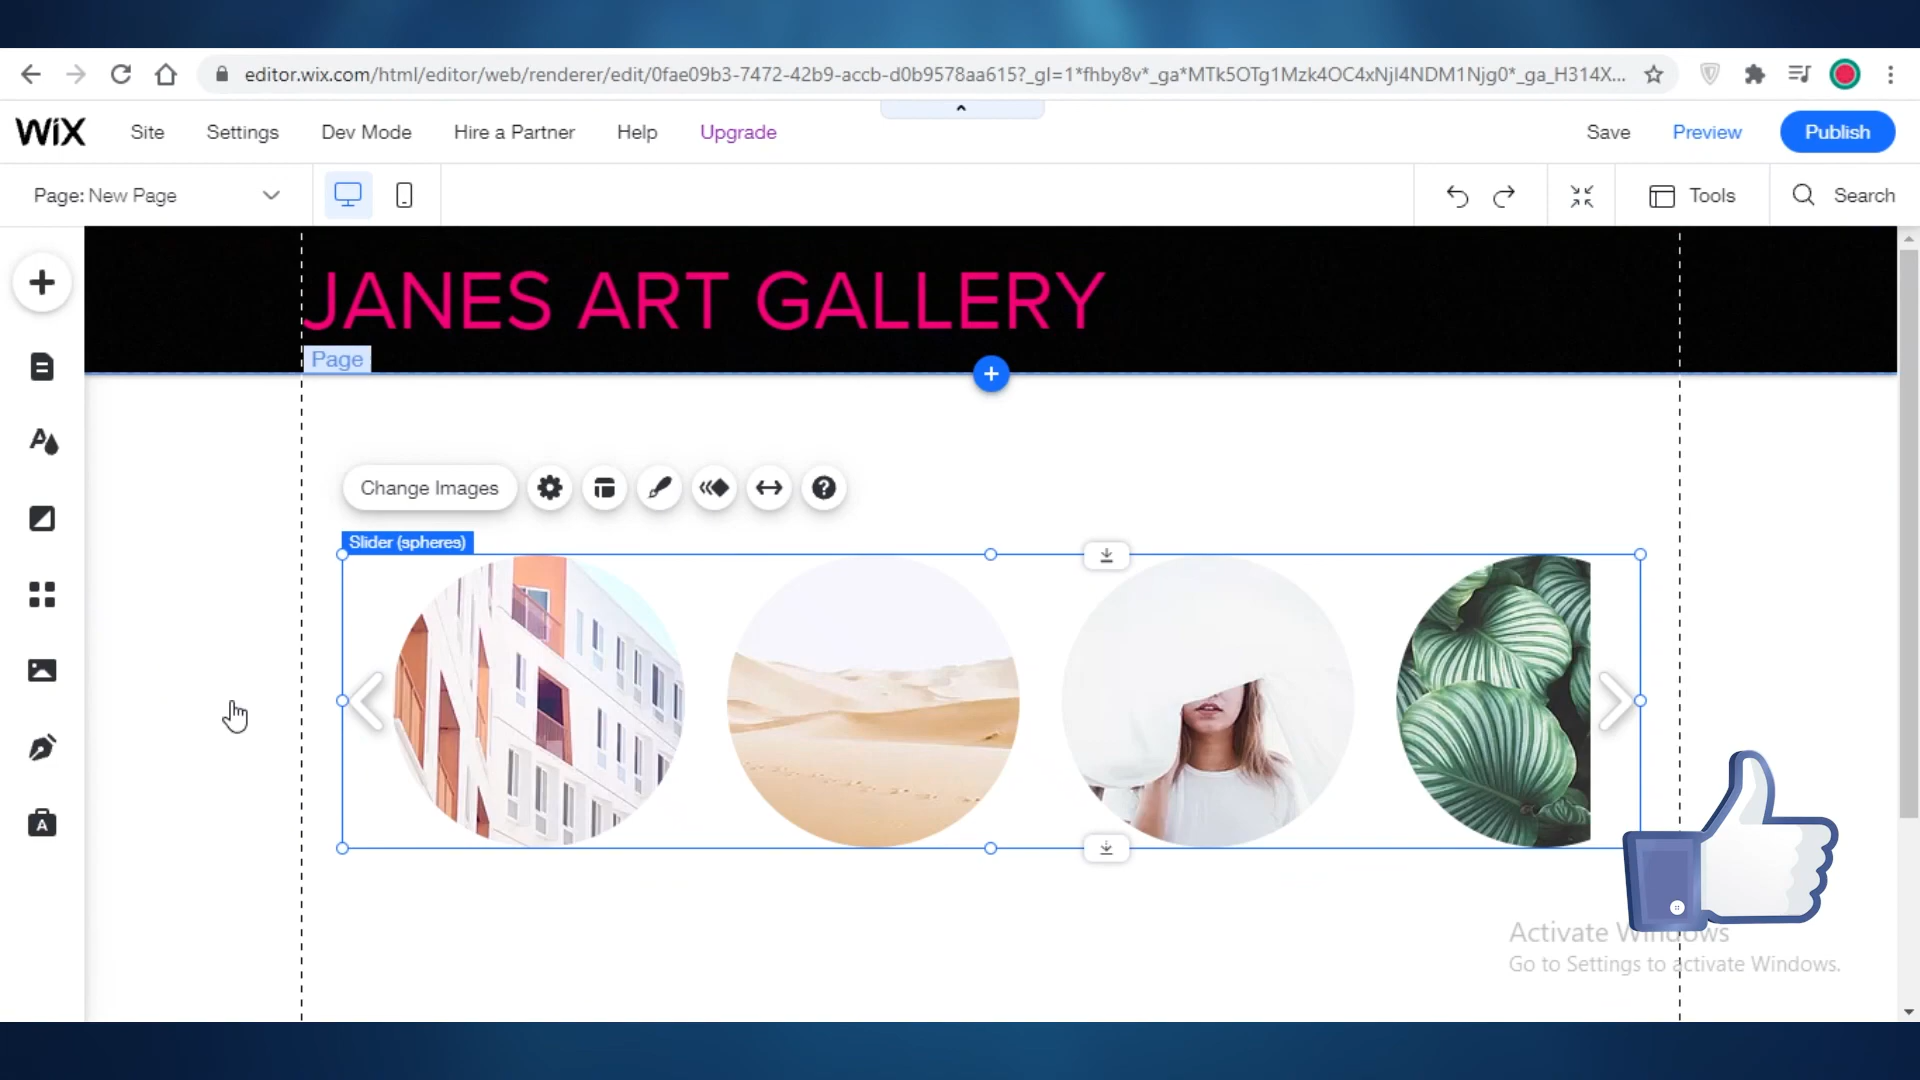 editor.wix.com/html/editor/web/renderer/edit/0fae09b3-7472-42b9-accb-d0b9578aa615?_gl=1*fhby8v*_ga*MTk5OTg1Mzk4OC4xNjI4NDM1Njg0*_ga_H314X...
WiX Site Settings Dev Mode Hire a Partner Help Upgrade Save Preview Publish
Page: New Page Tools Search
JANES ART GALLERY
Page
Change Images
Slider (spheres)
Activate Windows
Go to Settings to activate Windows.